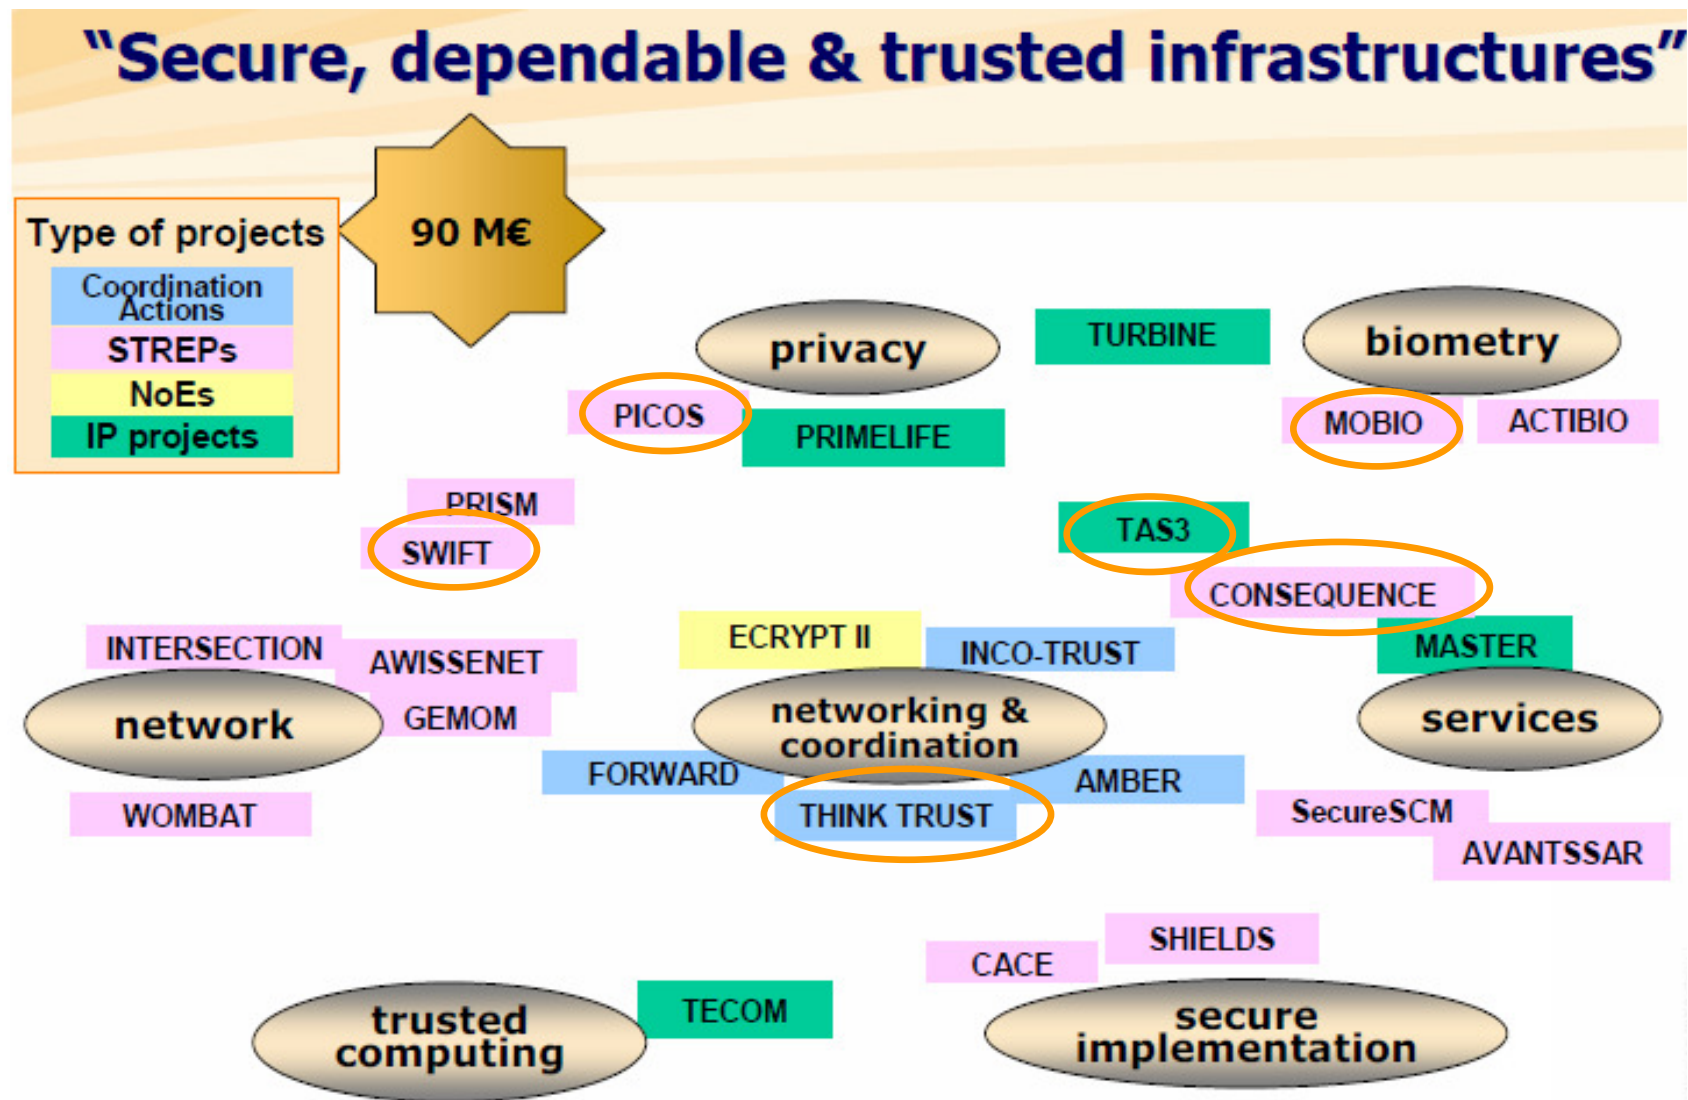 “Secure, dependable & trusted infrastructures”
Type of projects
Coordination
Actions
STREPs
NoEs
IP projects
90 M€
privacy
TURBINE
biometry
PICOS
PRIMELIFE
MOBIO
ACTIBIO
PRISM
SWIFT
TAS3
CONSEQUENCE
INTERSECTION
AWISSENET
ECRYPT II
INCO-TRUST
MASTER
network
GEMOM
networking &
coordination
services
FORWARD
AMBER
WOMBAT
THINK TRUST
SecureSCM
AVANTSSAR
CACE
SHIELDS
trusted
computing
TECOM
secure
implementation